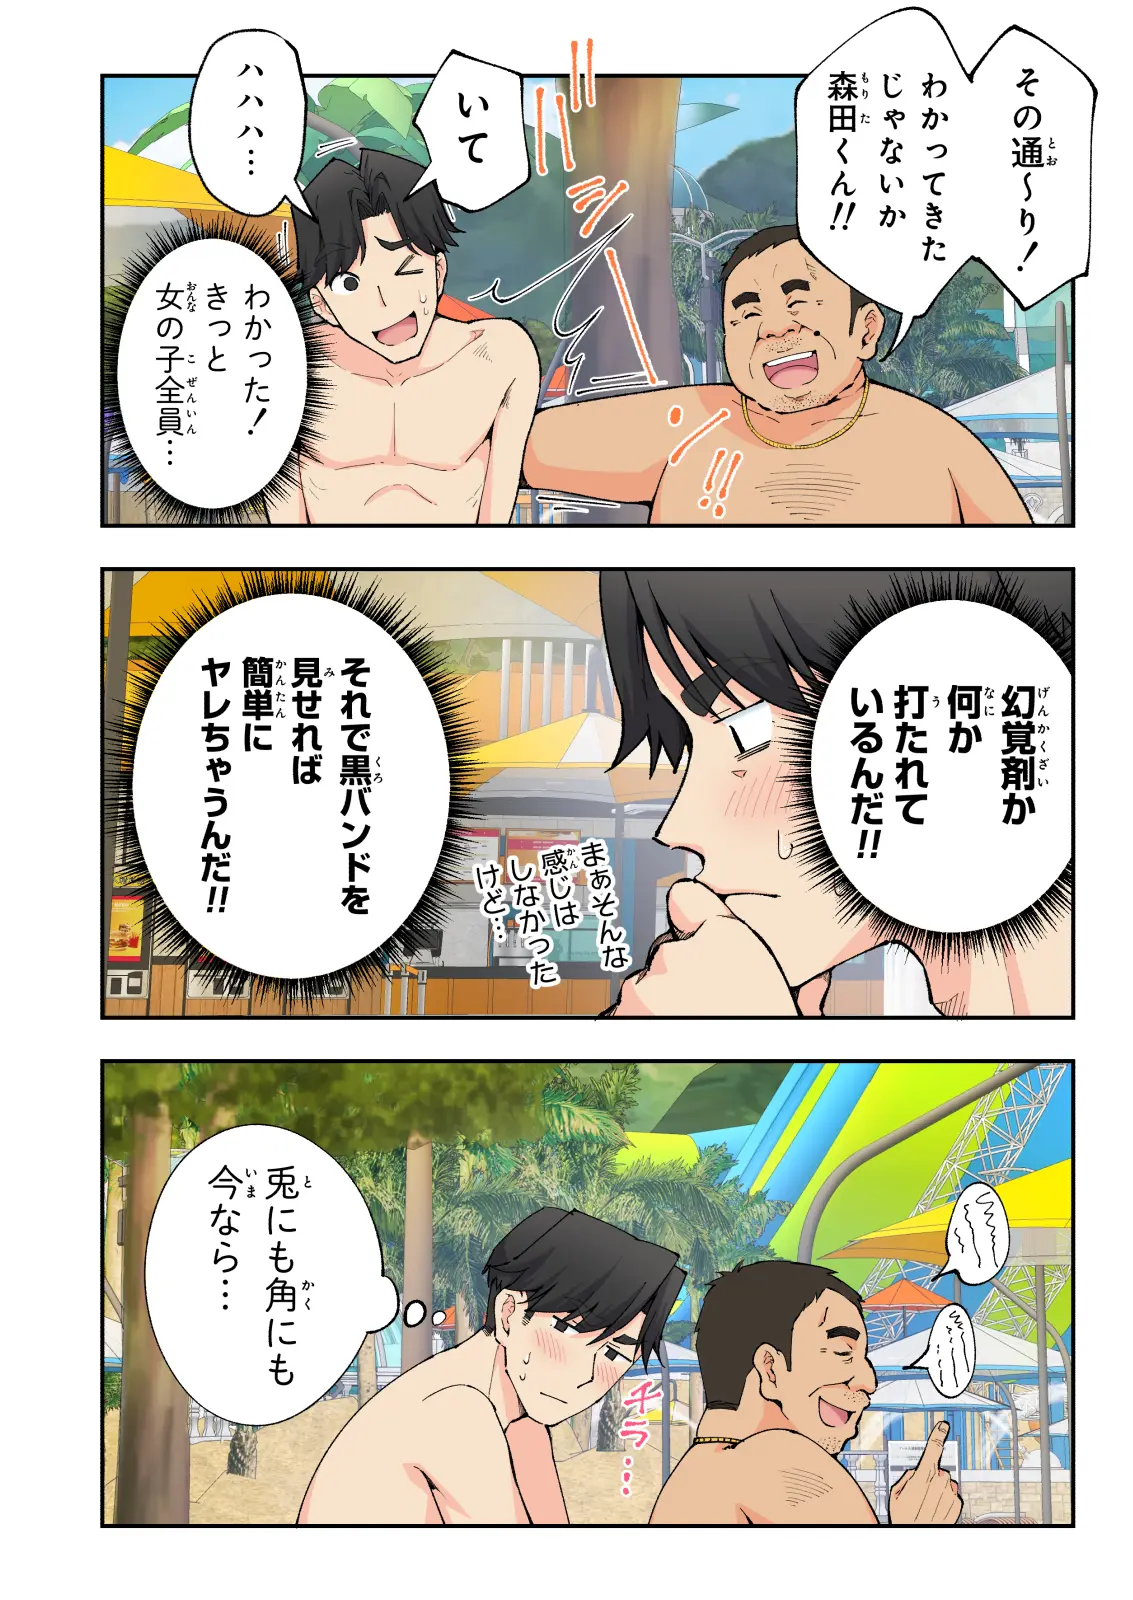 その通～り！
わかってきた
じゃないか
森田くん!!
いて
ハハハ…
わかった！
きっと
女の子全員…
幻覚剤か
何か
打たれて
いるんだ!!
まぁそんな
感じは
しなかった
けど…
それで黒バンドを
見せれば
簡単に
ヤレちゃうんだ!!
兎にも角にも
今なら…
チラ…